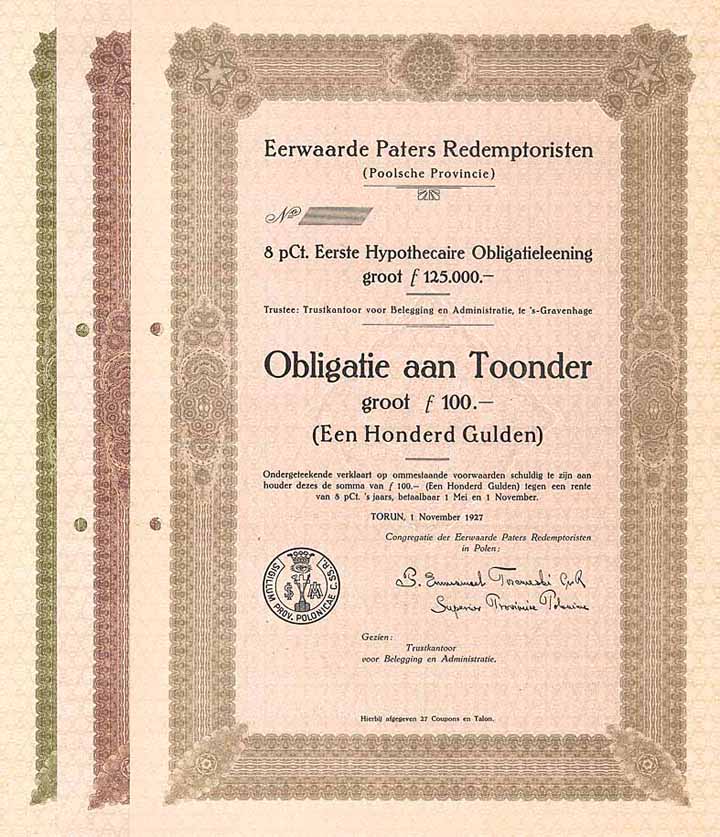 Eerwaarde Paters Redemptoristen
(Poolsche Provincie)
No
8 pCt. Eerste Hypothecaire Obligatieleening
groot ƒ 125.000.—
Trustee: Trustkantoor voor Belegging en Administratie, te 's-Gravenhage
Obligatie aan Toonder
groot ƒ 100.—
(Een Honderd Gulden)
Ondergeteekende verklaart op ommestaande voorwaarden schuldig te zijn aan
houder dezes de somma van ƒ 100.— (Een Honderd Gulden) tegen een rente
van 8 pCt. 's jaars, betaalbaar 1 Mei en 1 November.
TORUN, 1 November 1927
Congregatie der Eerwaarde Paters Redemptoristen
in Polen:
SIGILLUM PROV. POLONICAE C. SS. R.
B. Emmanuel
Superior Provinciae Polonicae
Gezien:
Trustkantoor
voor Belegging en Administratie.
Hierbij afgegeven 27 Coupons en Talon.